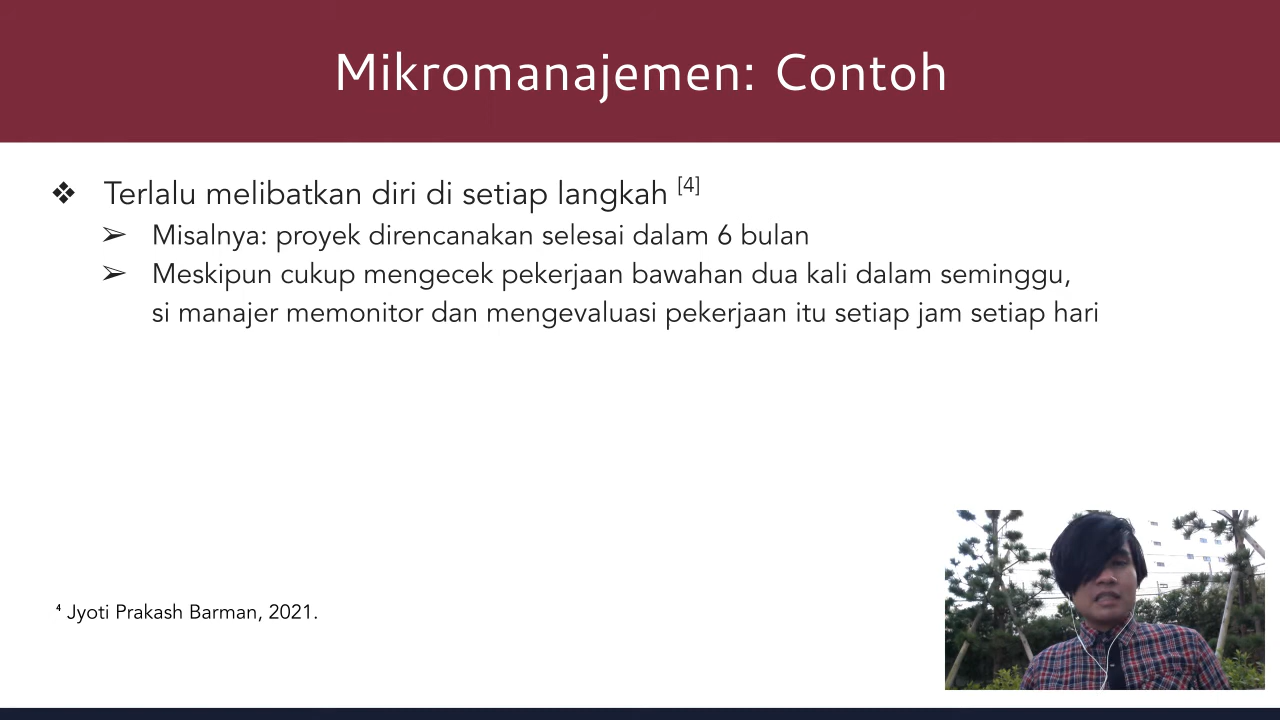 Mikromanajemen: Contoh
❖ Terlalu melibatkan diri di setiap langkah [4]
➢ Misalnya: proyek direncanakan selesai dalam 6 bulan
➢ Meskipun cukup mengecek pekerjaan bawahan dua kali dalam seminggu,
si manajer memonitor dan mengevaluasi pekerjaan itu setiap jam setiap hari
⁴ Jyoti Prakash Barman, 2021.